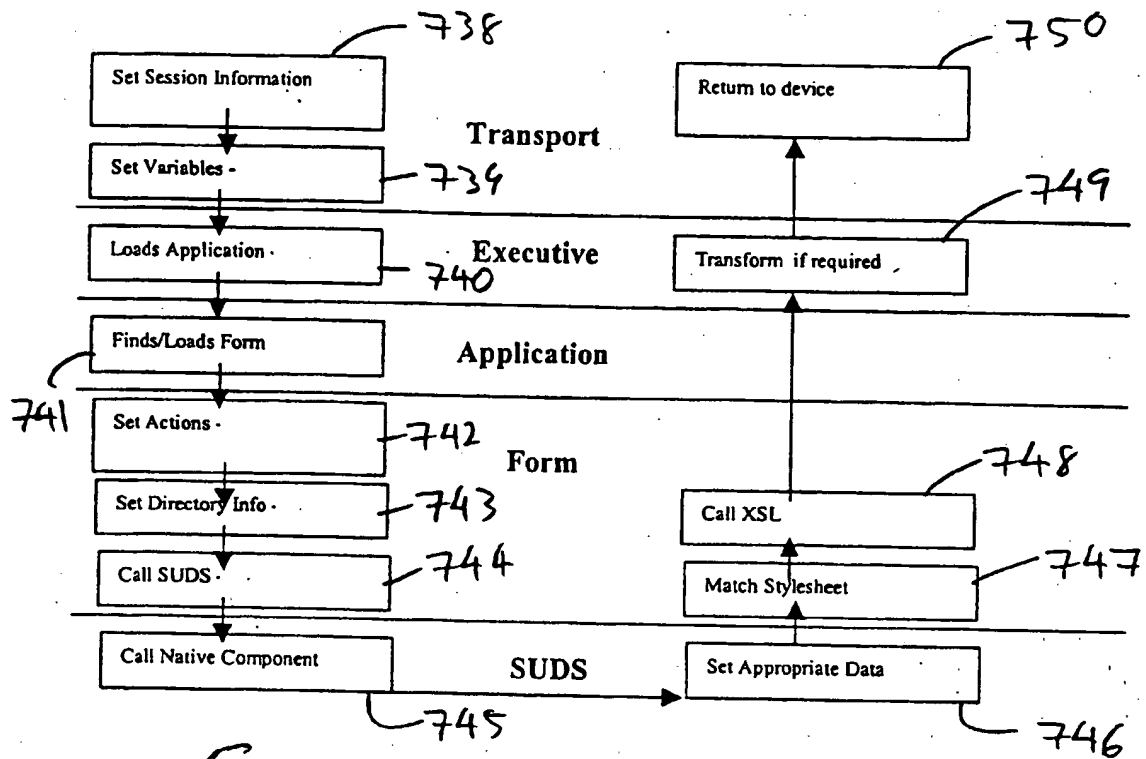 738
750
Set Session Information
Return to device
Transport
Set Variables -
739
749
Loads Application -
Executive
Transform if required
740
Finds/Loads Form
Application
741
Set Actions -
742
Form
748
Set Directory Info -
743
Call XSL
Call SUDS -
744
Match Stylesheet
747
Call Native Component
SUDS
Set Appropriate Data
745
746